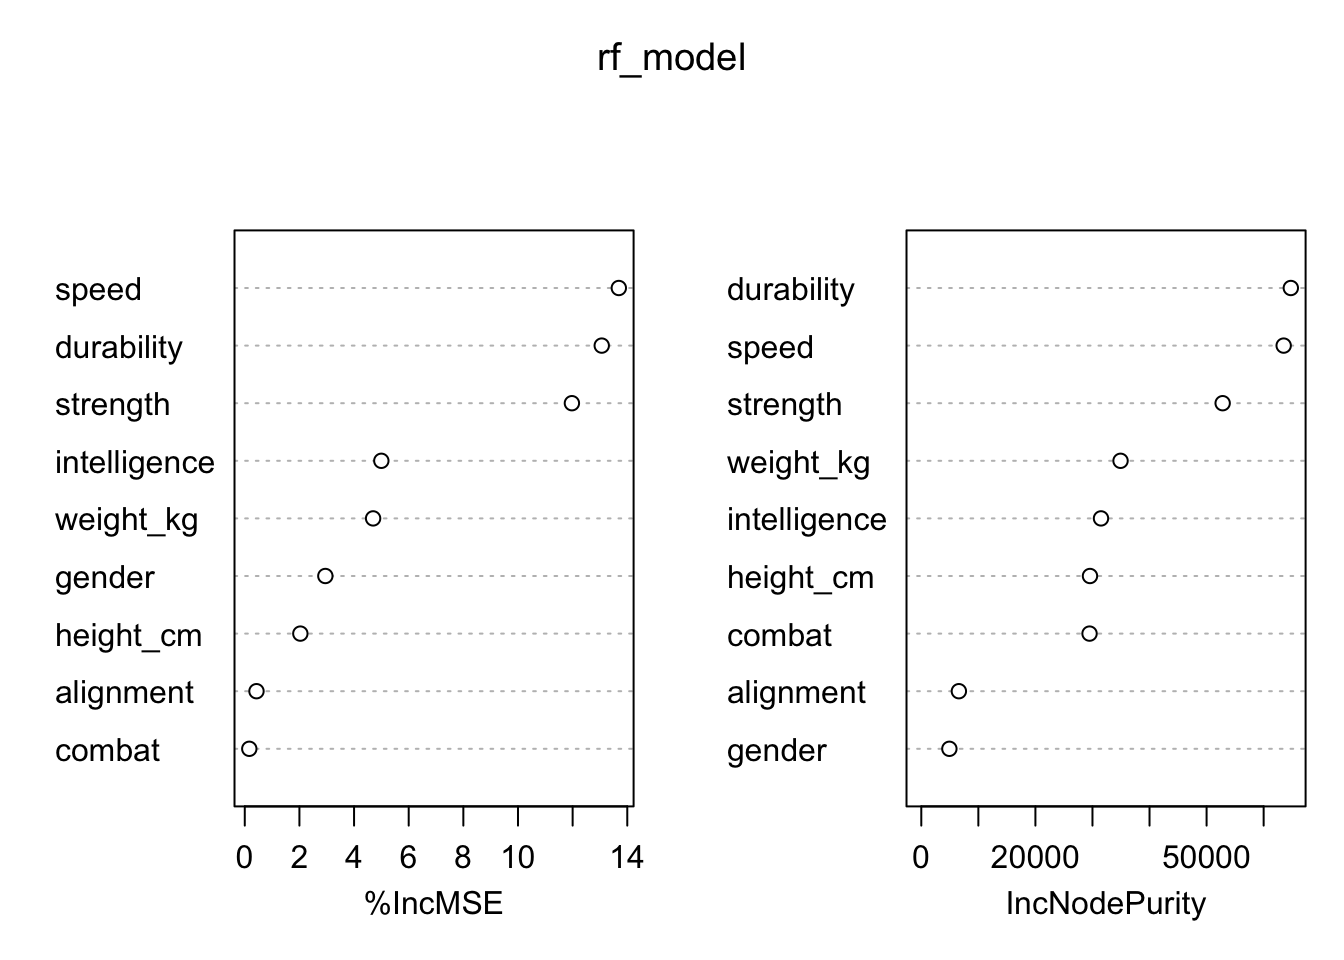 rf_model
speed
durability
strength
intelligence
weight_kg
gender
height_cm
alignment
combat
0 2 4 6 8 10 14
%IncMSE
durability
speed
strength
weight_kg
intelligence
height_cm
combat
alignment
gender
0 20000 50000
IncNodePurity